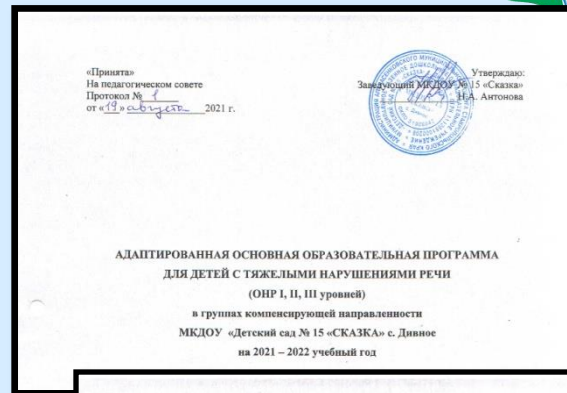 «Принята»
На педагогическом совете
Протокол № 1
от «19» августа 2021 г.
Утверждаю:
Заведующий МКДОУ № 15 «Сказка»
Н.А. Антонова
АДАПТИРОВАННАЯ ОСНОВНАЯ ОБРАЗОВАТЕЛЬНАЯ ПРОГРАММА
ДЛЯ ДЕТЕЙ С ТЯЖЕЛЫМИ НАРУШЕНИЯМИ РЕЧИ
(ОНР I, II, III уровней)
в группах компенсирующей направленности
МКДОУ «Детский сад № 15 «СКАЗКА» с. Дивное
на 2021 – 2022 учебный год